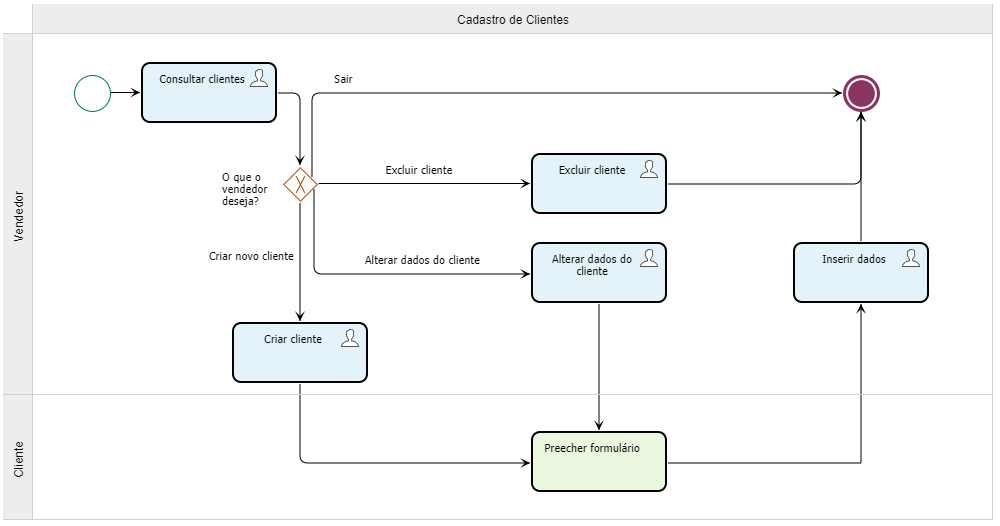 Cadastro de Clientes
Vendedor
Consultar clientes
Sair
O que o
vendedor
deseja?
Excluir cliente
Excluir cliente
Criar novo cliente
Alterar dados do cliente
Alterar dados do
cliente
Inserir dados
Criar cliente
Cliente
Preecher formulário